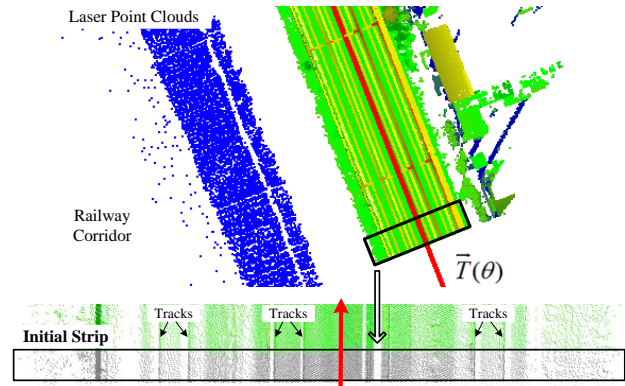 Laser Point Clouds
Railway
Corridor
T⃗(θ)
Tracks Tracks Tracks
Initial Strip